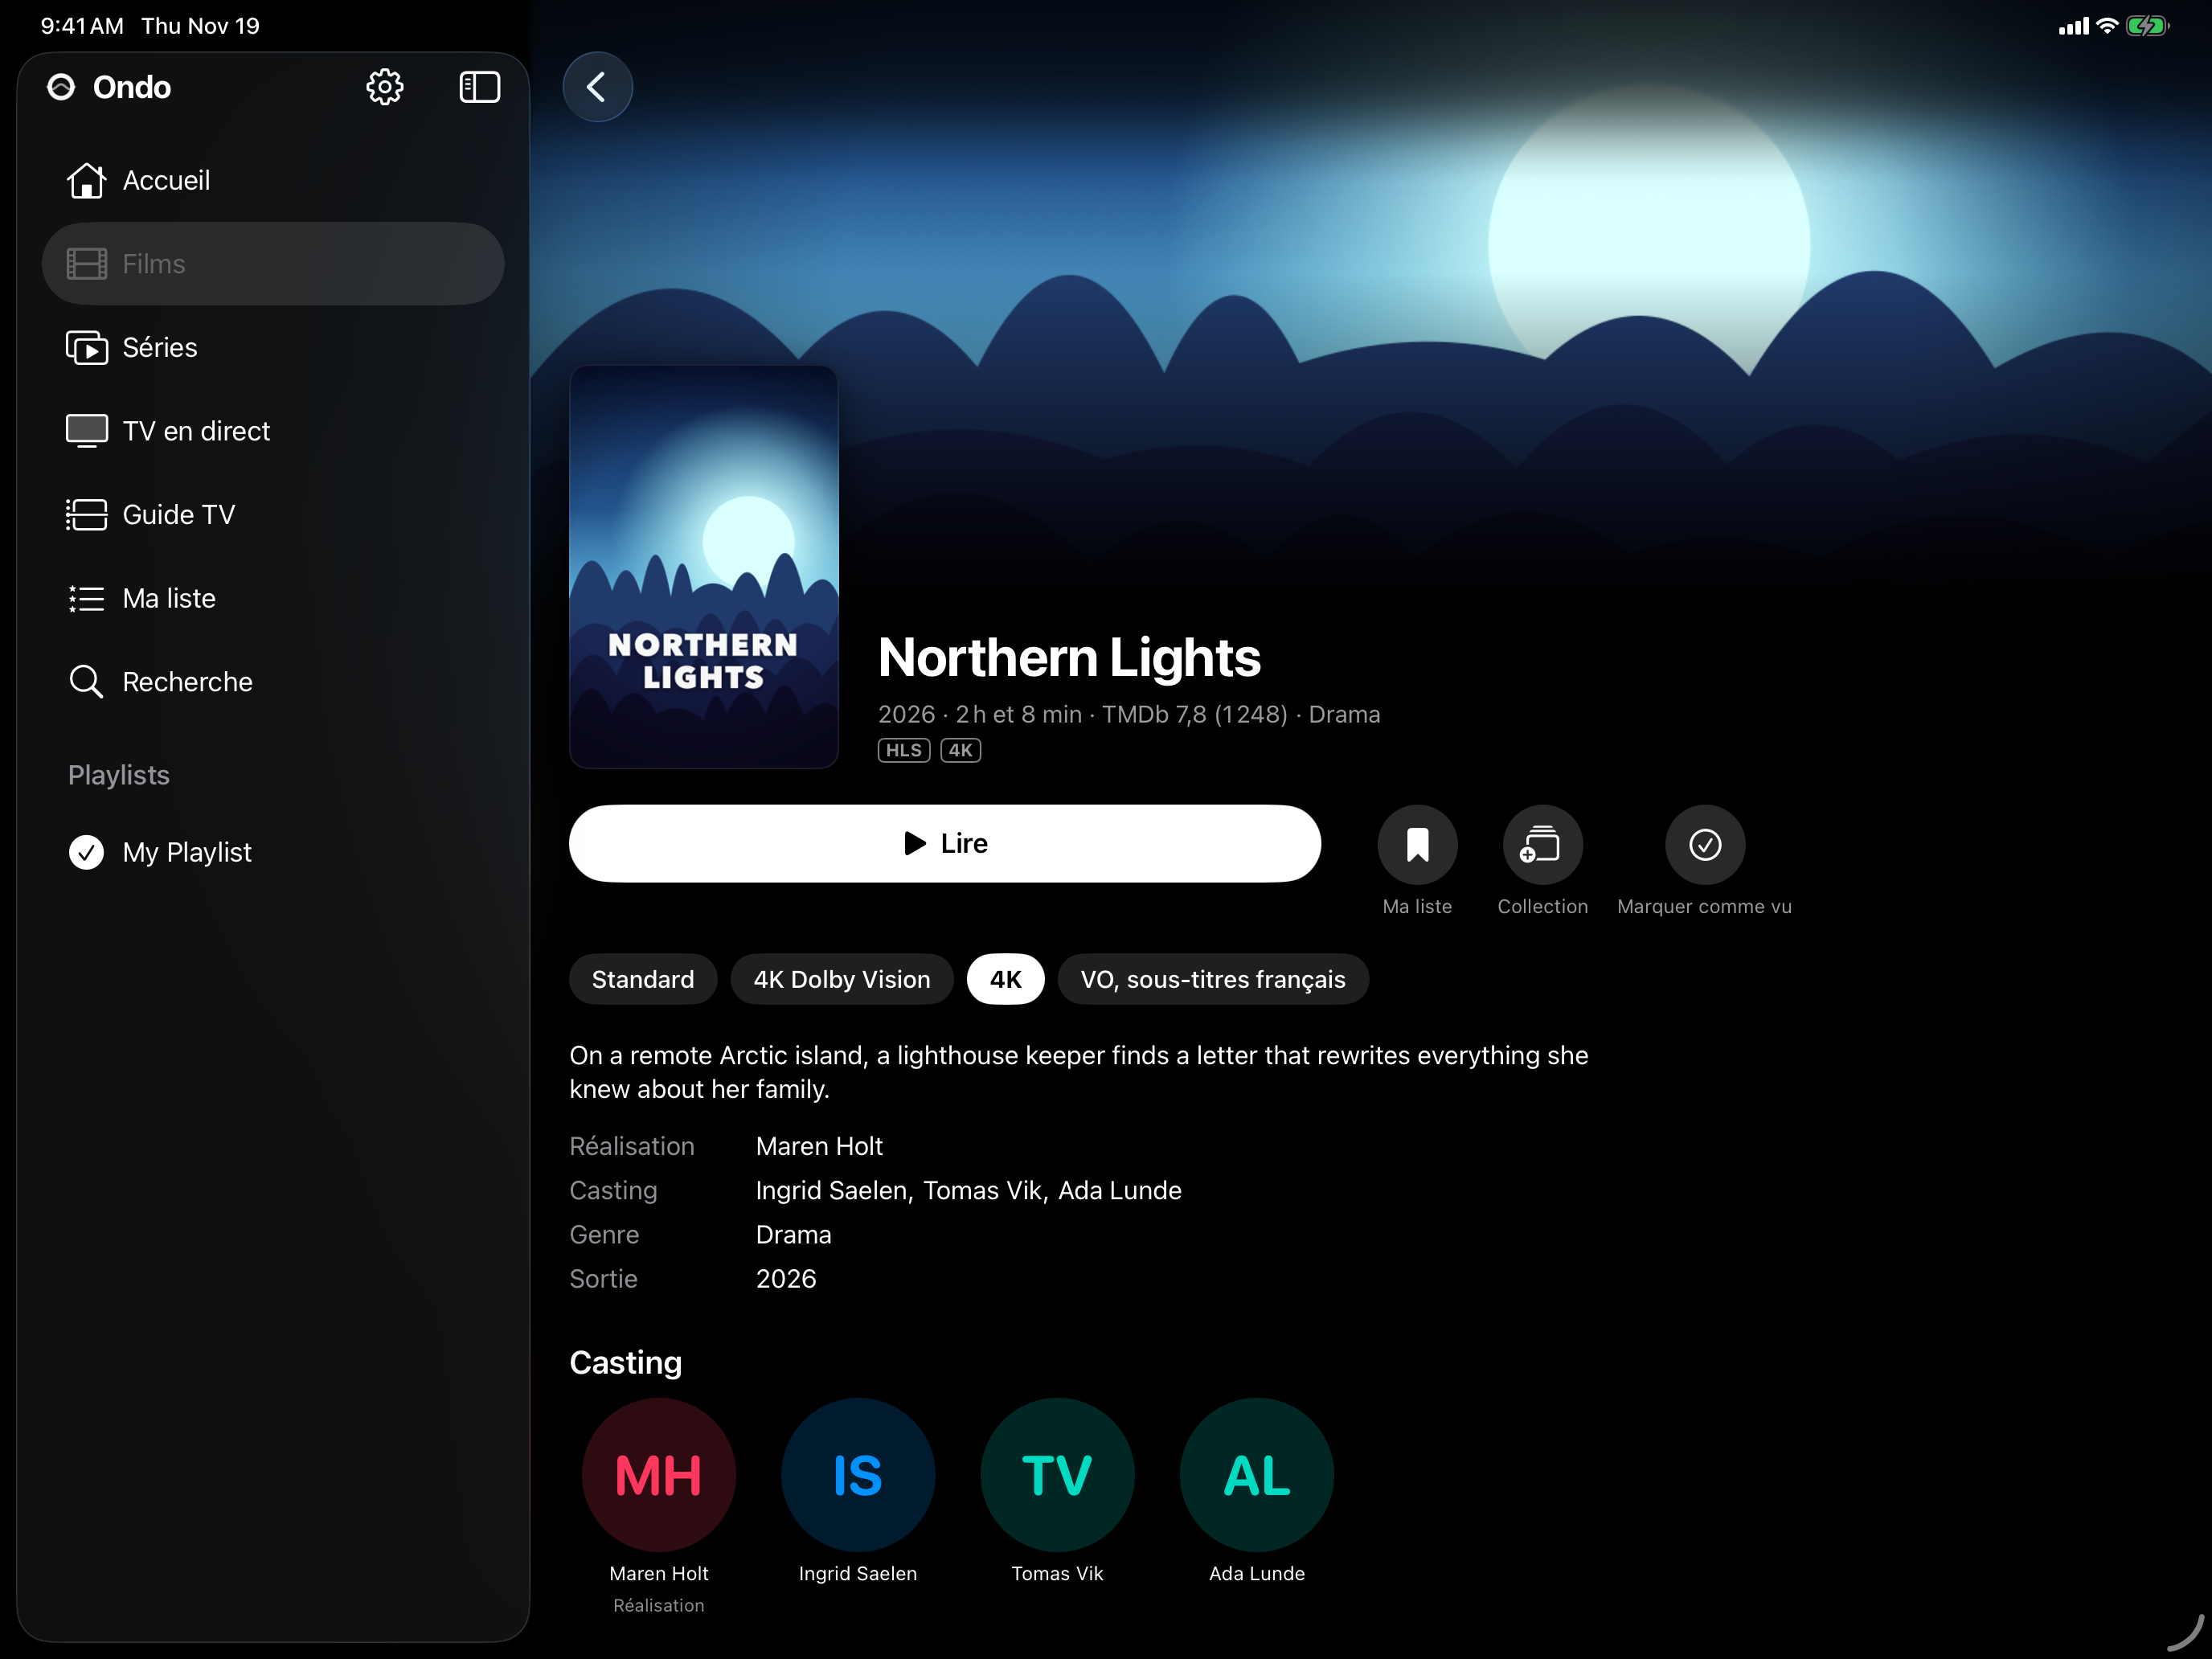 9:41 AM Thu Nov 19
Ondo
Accueil
Films
Séries
TV en direct
Guide TV
Ma liste
Recherche
Playlists
My Playlist
NORTHERN
LIGHTS
Northern Lights
2026 · 2 h et 8 min · TMDb 7,8 (1 248) · Drama
HLS 4K
Lire
Ma liste
Collection
Marquer comme vu
Standard
4K Dolby Vision
4K
VO, sous-titres français
On a remote Arctic island, a lighthouse keeper finds a letter that rewrites everything she
knew about her family.
Réalisation Maren Holt
Casting Ingrid Saelen, Tomas Vik, Ada Lunde
Genre Drama
Sortie 2026
Casting
MH
IS
TV
AL
Maren Holt
Réalisation
Ingrid Saelen
Tomas Vik
Ada Lunde